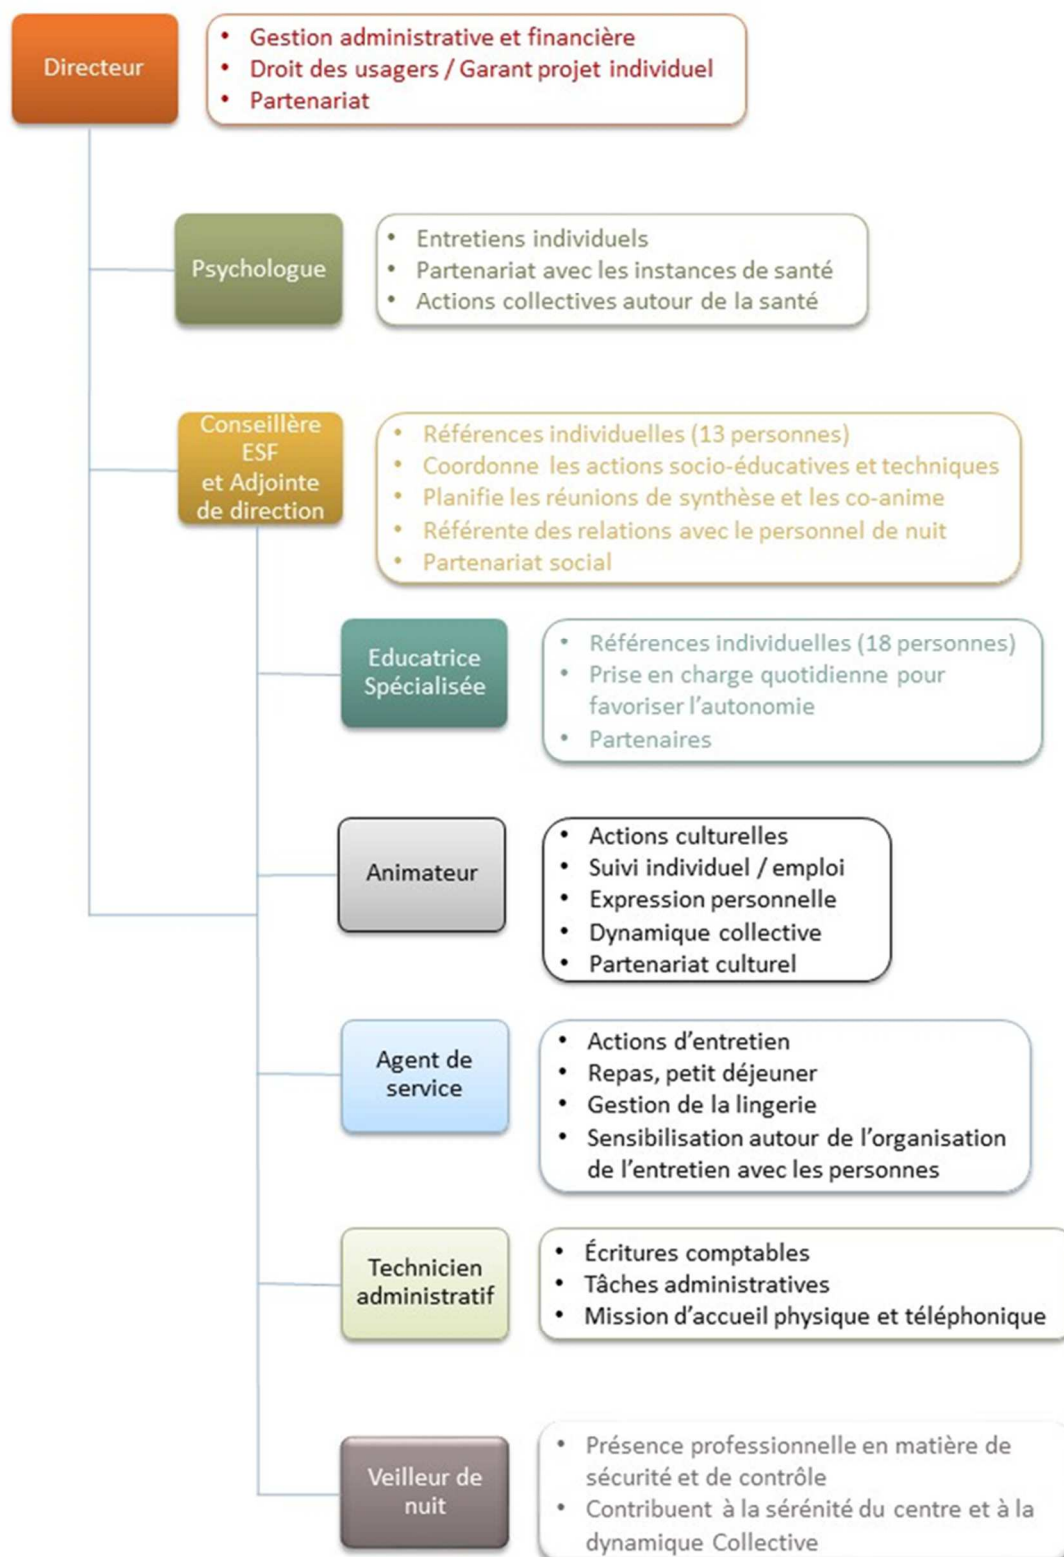 Directeur
• Gestion administrative et financière
• Droit des usagers / Garant projet individuel
• Partenariat
Psychologue
• Entretiens individuels
• Partenariat avec les instances de santé
• Actions collectives autour de la santé
Conseillère
ESF
et Adjointe
de direction
• Références individuelles (13 personnes)
• Coordonne les actions socio-éducatives et techniques
• Planifie les réunions de synthèse et les co-anime
• Référente des relations avec le personnel de nuit
• Partenariat social
Educatrice
Spécialisée
• Références individuelles (18 personnes)
• Prise en charge quotidienne pour
favoriser l’autonomie
• Partenaires
Animateur
• Actions culturelles
• Suivi individuel / emploi
• Expression personnelle
• Dynamique collective
• Partenariat culturel
Agent de
service
• Actions d’entretien
• Repas, petit déjeuner
• Gestion de la lingerie
• Sensibilisation autour de l’organisation
de l’entretien avec les personnes
Technicien
administratif
• Écritures comptables
• Tâches administratives
• Mission d’accueil physique et téléphonique
Veilleur de
nuit
• Présence professionnelle en matière de
sécurité et de contrôle
• Contribuent à la sérénité du centre et à la
dynamique Collective